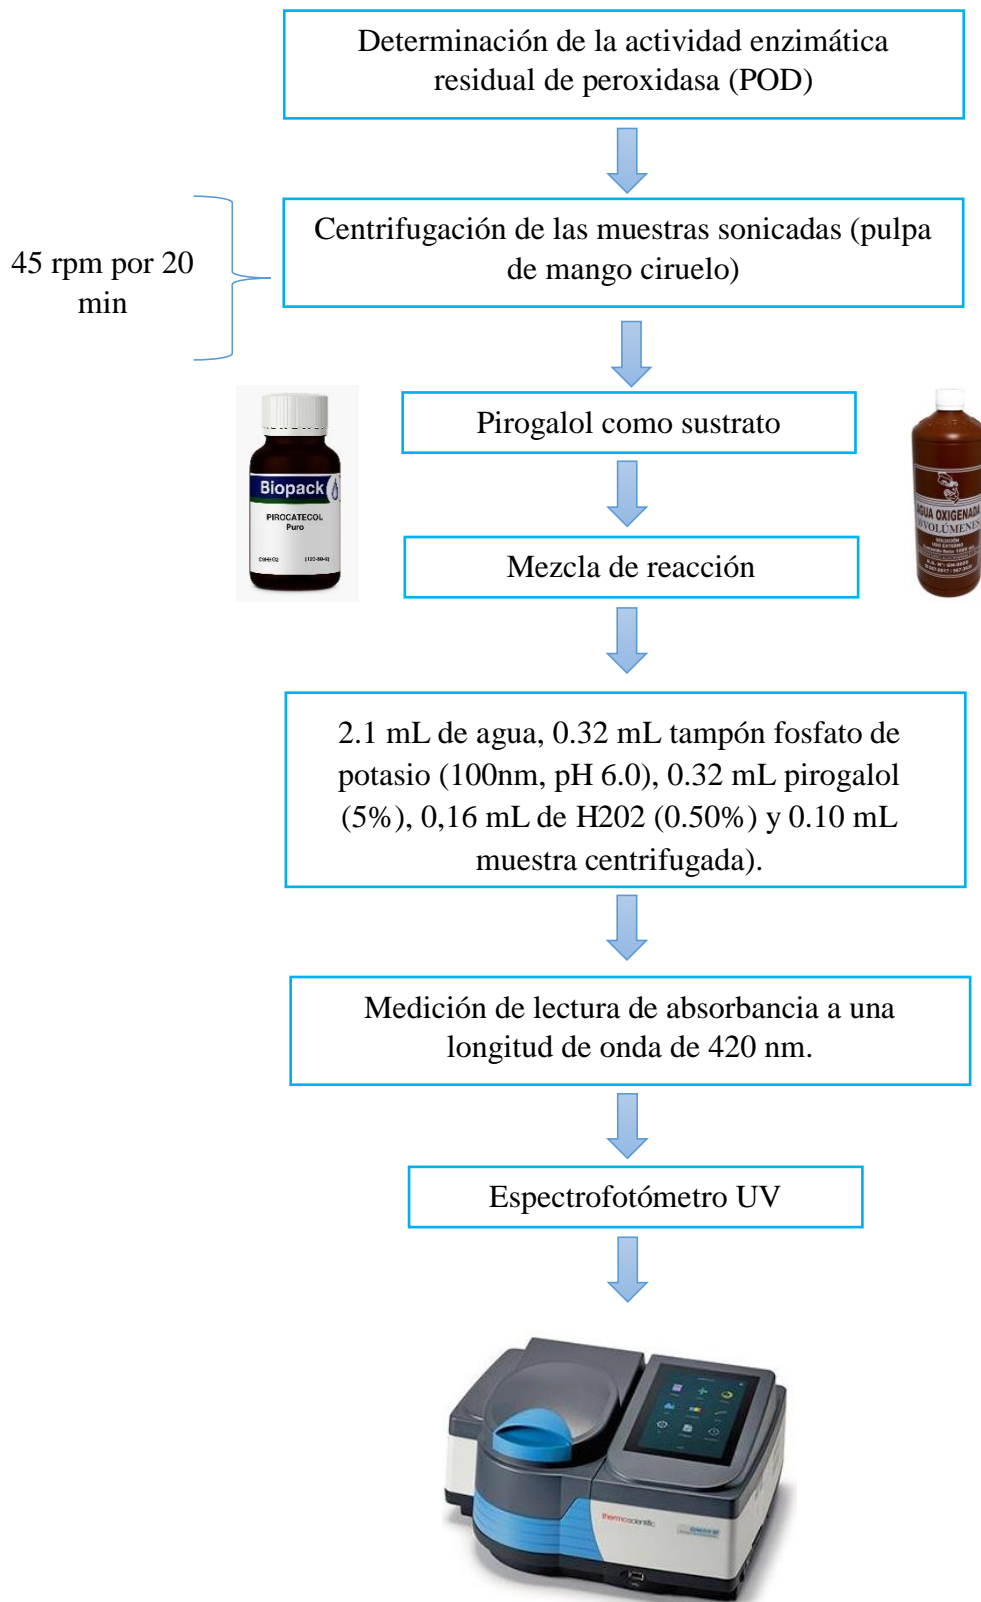 Determinación de la actividad enzimática
residual de peroxidasa (POD)
45 rpm por 20
min
Centrifugación de las muestras sonicadas (pulpa
de mango ciruelo)
Pirogalol como sustrato
Biopack
PIROCATECOL
Puro
AGUA OXIGENADA
VOLÚMENES
SOLUCIÓN
USO EXTERNO
Mezcla de reacción
2.1 mL de agua, 0.32 mL tampón fosfato de
potasio (100nm, pH 6.0), 0.32 mL pirogalol
(5%), 0,16 mL de H202 (0.50%) y 0.10 mL
muestra centrifugada).
Medición de lectura de absorbancia a una
longitud de onda de 420 nm.
Espectrofotómetro UV
thermoscientific